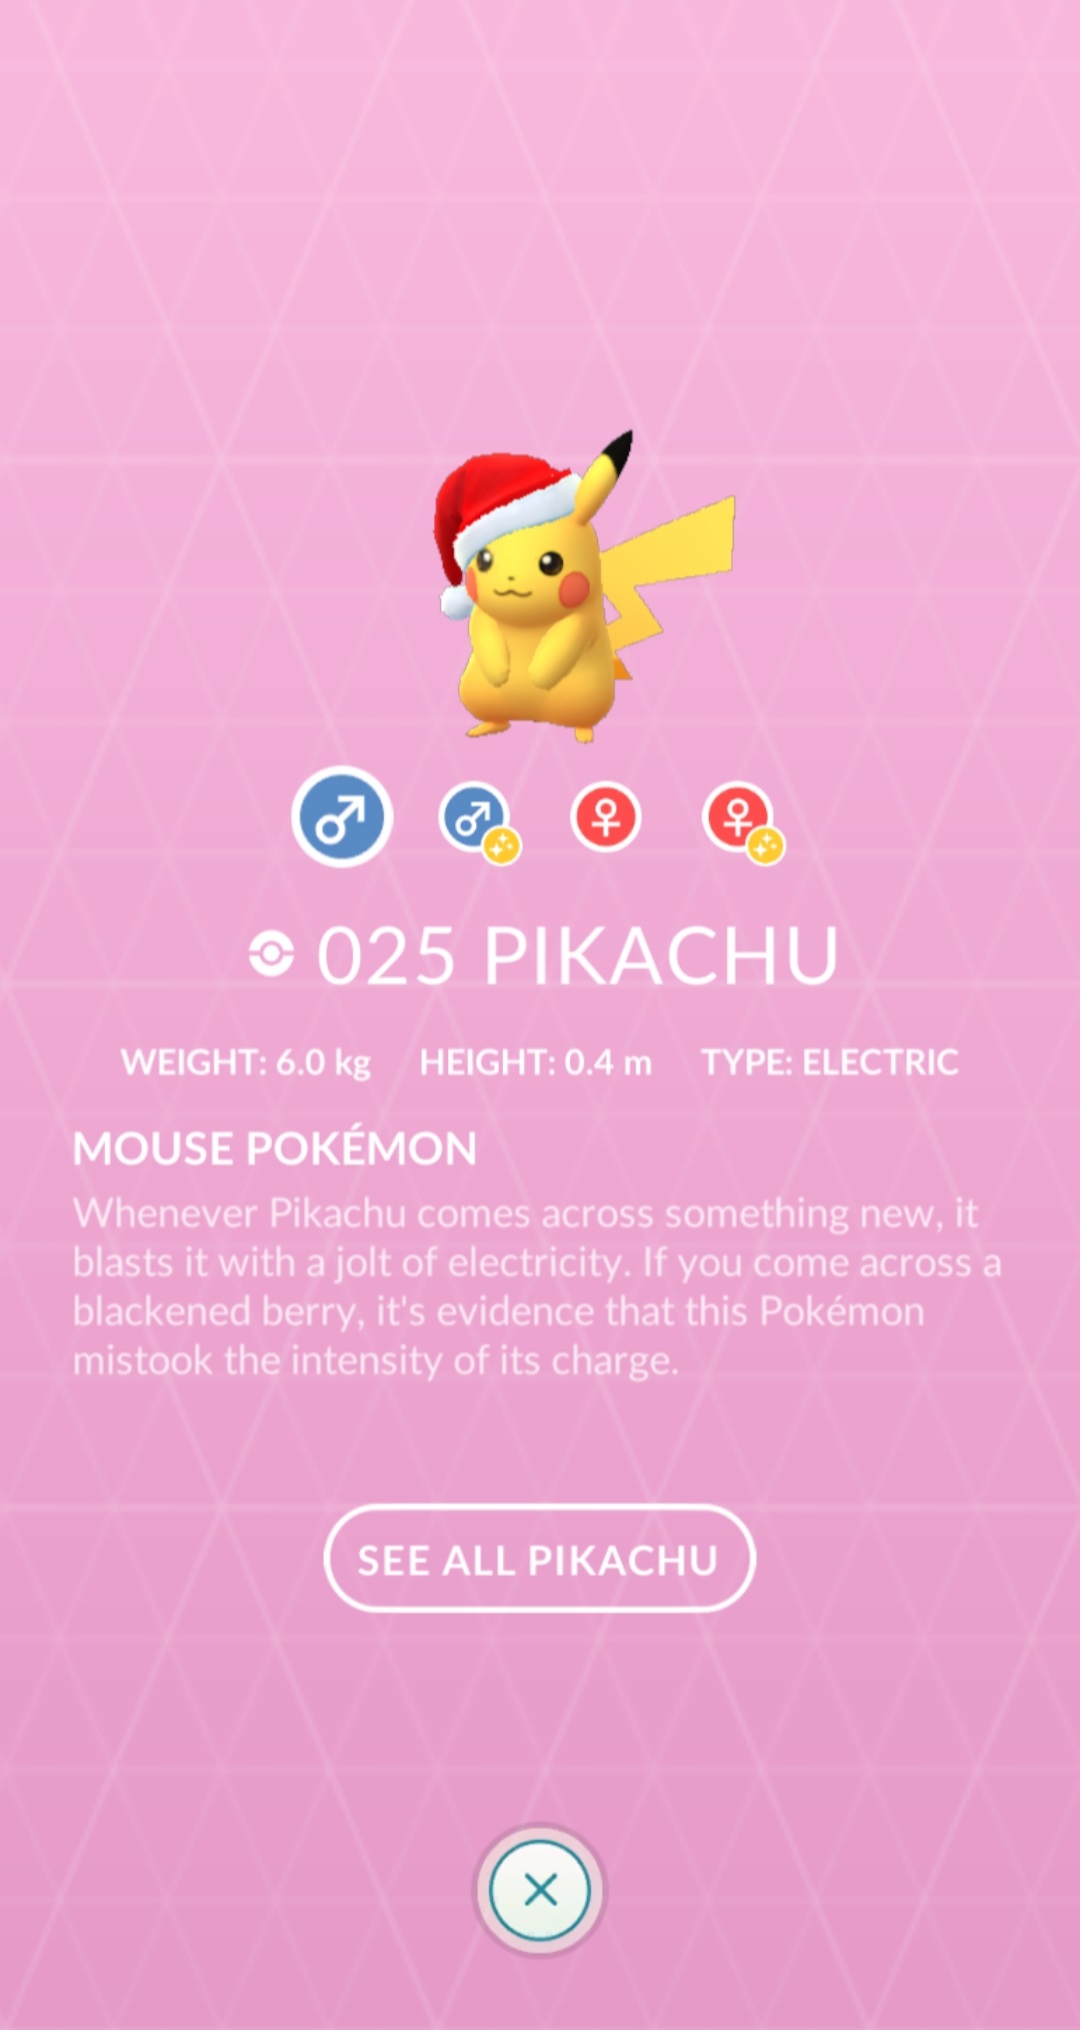 025 PIKACHU
WEIGHT: 6.0 kg HEIGHT: 0.4 m TYPE: ELECTRIC
MOUSE POKÉMON
Whenever Pikachu comes across something new, it
blasts it with a jolt of electricity. If you come across a
blackened berry, it's evidence that this Pokémon
mistook the intensity of its charge.
SEE ALL PIKACHU